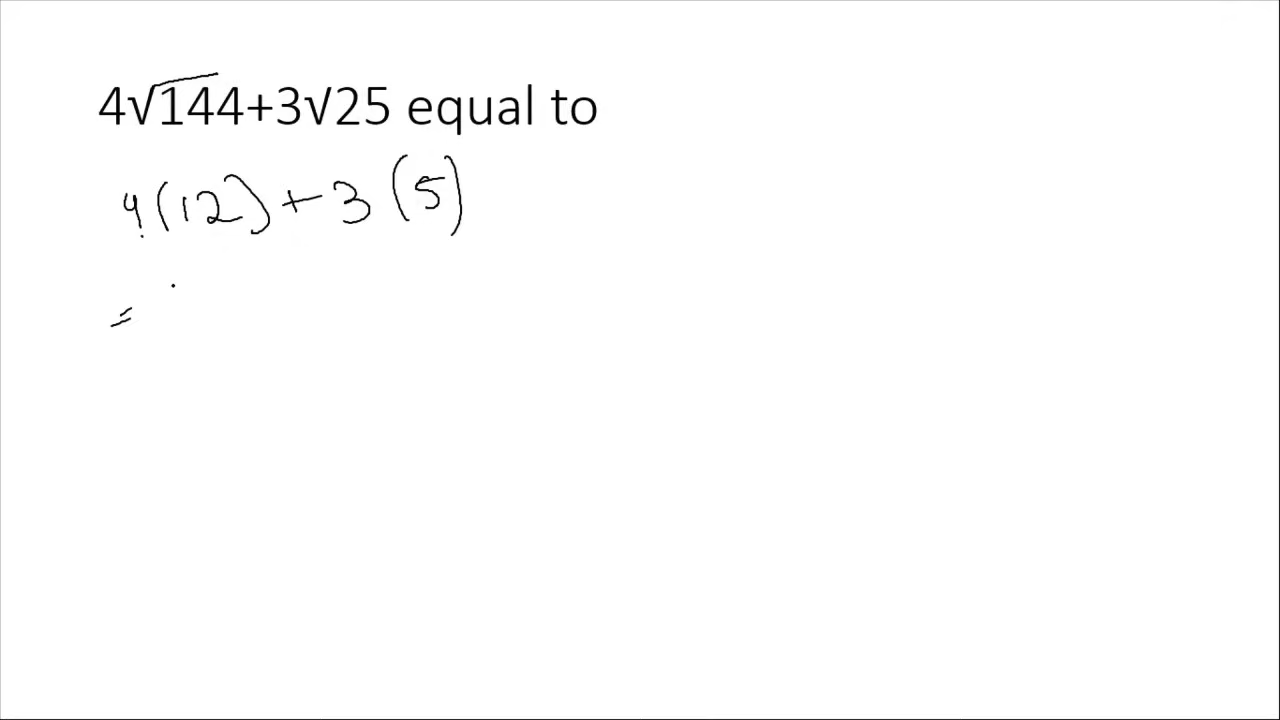 4√144+3√25 equal to
4(12)+3(5)
=